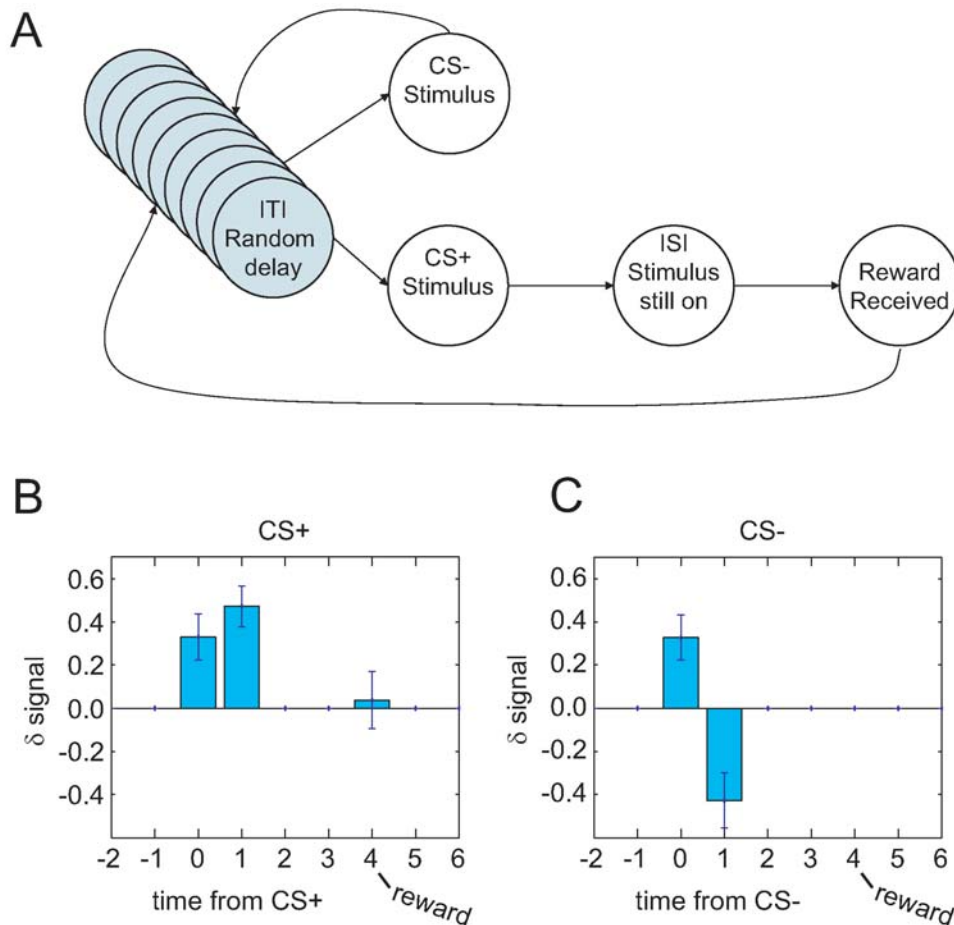 A
CS-
Stimulus
ITI
Random
delay
CS+
Stimulus
ISI
Stimulus
still on
Reward
Received
B
CS+
0.6
0.4
0.2
0.0
-0.2
-0.4
δ signal
-2 -1 0 1 2 3 4 5 6
time from CS+
reward
C
CS-
0.6
0.4
0.2
0.0
-0.2
-0.4
δ signal
-2 -1 0 1 2 3 4 5 6
time from CS-
reward